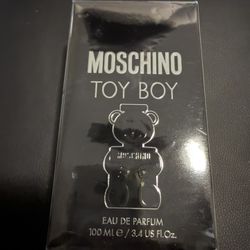 MOSCHINO
TOY BOY
MOSCHINO
EAU DE PARFUM
100 ML ℮ / 3.4 US Fl.Oz.